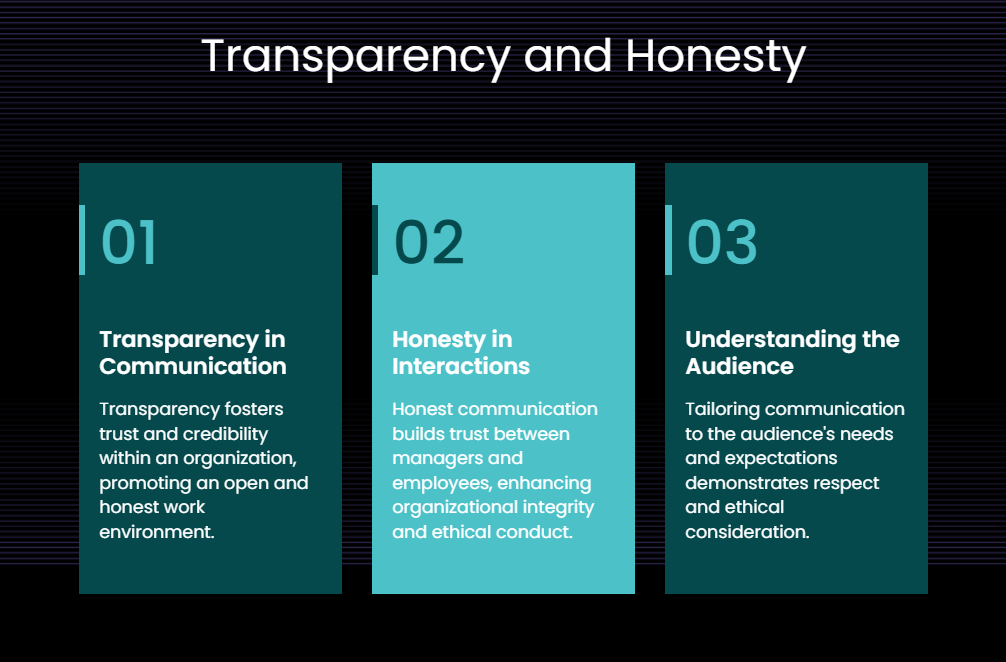 Transparency and Honesty
01
Transparency in
Communication
Transparency fosters
trust and credibility
within an organization,
promoting an open and
honest work
environment.
02
Honesty in
Interactions
Honest communication
builds trust between
managers and
employees, enhancing
organizational integrity
and ethical conduct.
03
Understanding the
Audience
Tailoring communication
to the audience's needs
and expectations
demonstrates respect
and ethical
consideration.